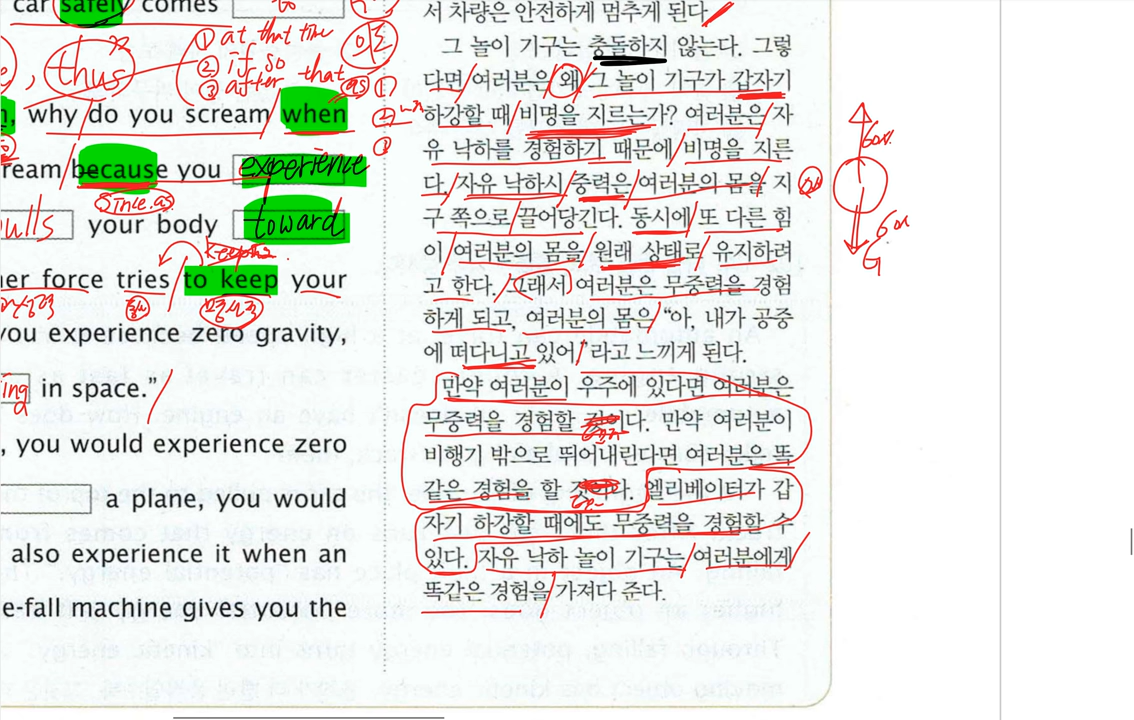 car safely comes
, thus
① at that time
② if so
③ after that
의도
, why do you scream when
ream because you experience
since, as
ulls your body toward
keeping
her force tries to keep your
관성력
you experience zero gravity,
ing in space."
, you would experience zero
a plane, you would
also experience it when an
e-fall machine gives you the
서 차량은 안전하게 멈추게 된다.
그 놀이 기구는 충돌하지 않는다. 그렇
다면 여러분은 왜 그 놀이 기구가 갑자기
하강할 때 비명을 지르는가? 여러분은 자
유 낙하를 경험하기 때문에 비명을 지른
다. 자유 낙하시 중력은 여러분의 몸을 지
구 쪽으로 끌어당긴다. 동시에 또 다른 힘
이 여러분의 몸을 원래 상태로 유지하려
고 한다. 그래서 여러분은 무중력을 경험
하게 되고, 여러분의 몸은 "아, 내가 공중
에 떠다니고 있어"라고 느끼게 된다.
만약 여러분이 우주에 있다면 여러분은
무중력을 경험할 것이다. 만약 여러분이
비행기 밖으로 뛰어내린다면 여러분은 똑
같은 경험을 할 것이다. 엘리베이터가 갑
자기 하강할 때에도 무중력을 경험할 수
있다. 자유 낙하 놀이 기구는 여러분에게
똑같은 경험을 가져다 준다.
G